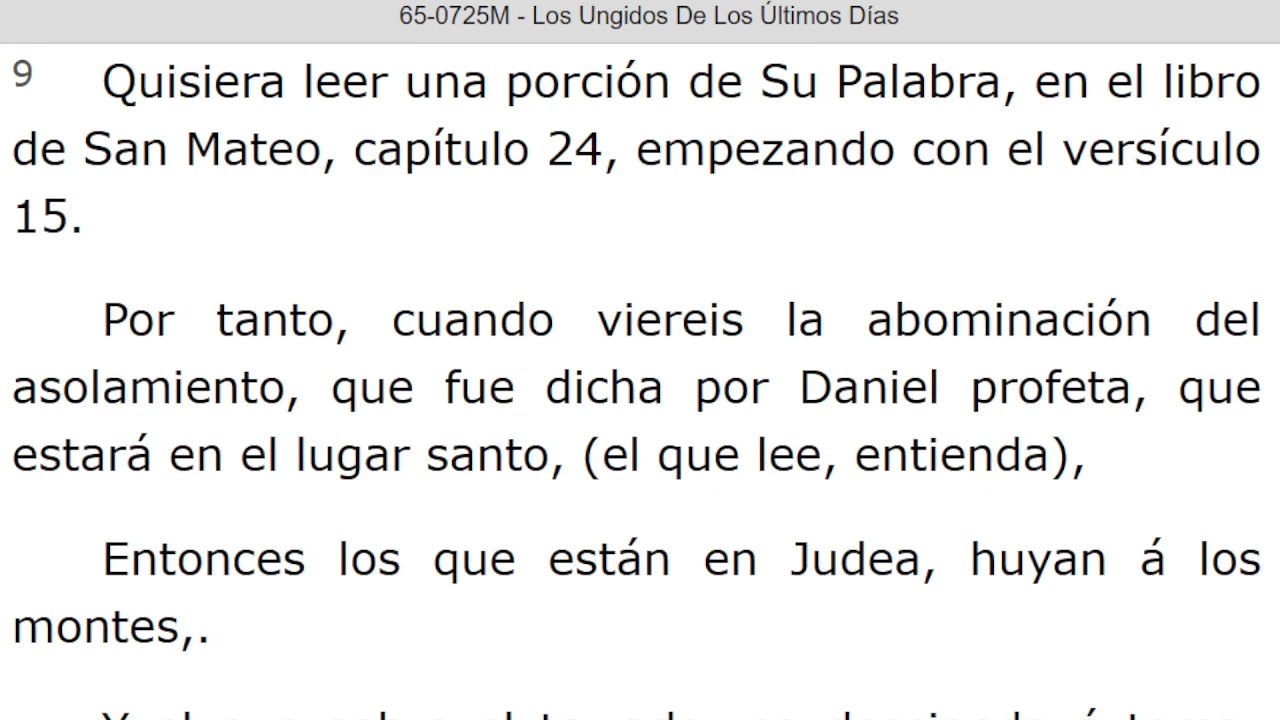 65-0725M - Los Ungidos De Los Últimos Días
9 Quisiera leer una porción de Su Palabra, en el libro
de San Mateo, capítulo 24, empezando con el versículo
15.
Por tanto, cuando viereis la abominación del
asolamiento, que fue dicha por Daniel profeta, que
estará en el lugar santo, (el que lee, entienda),
Entonces los que están en Judea, huyan á los
montes,.